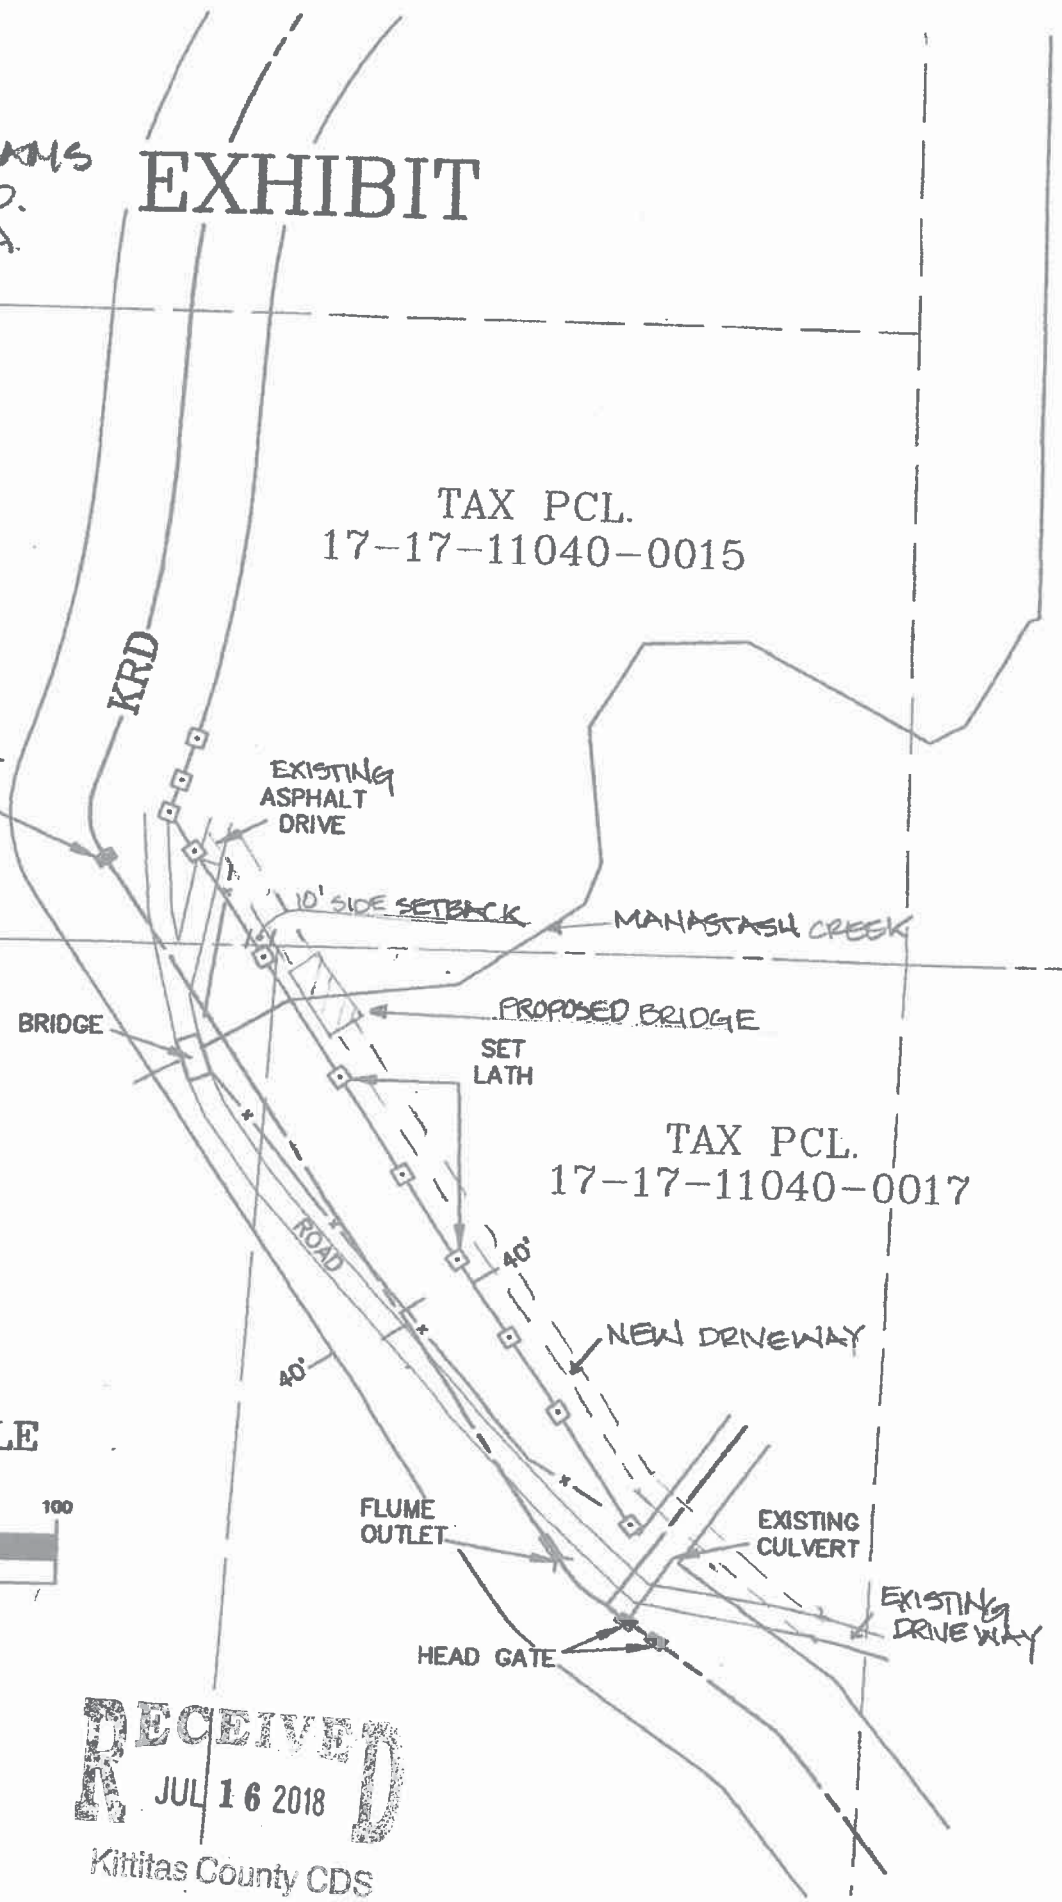 EXHIBIT
TAX PCL.
17-17-11040-0015
KRD
EXISTING
ASPHALT
DRIVE
10' SIDE SETBACK
MANASTASH CREEK
PROPOSED BRIDGE
BRIDGE
SET
LATH
TAX PCL.
17-17-11040-0017
ROAD
40'
NEW DRIVEWAY
40'
100
FLUME
OUTLET
EXISTING
CULVERT
EXISTING
DRIVEWAY
HEAD GATE
RECEIVED
JUL 16 2018
Kittitas County CDS